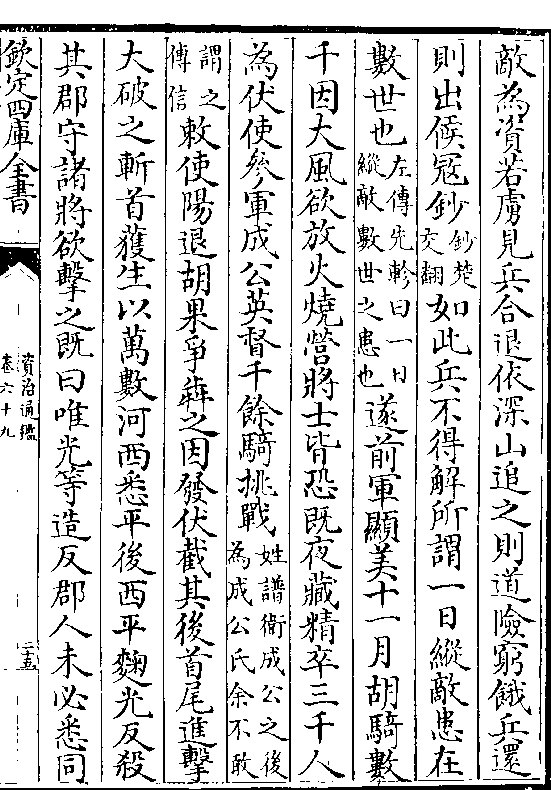 敵為資若虜見兵合退依深山追之則道險窮餓兵還
則出候冦鈔鈔楚交翻如此兵不得解所謂一日縱敵患在
數世也左傳先軫曰一日縱敵數世之患也遂前軍顯美十一月胡騎數
千因大風欲放火燒營將士皆恐既夜藏精卒三千人
為伏使參軍成公英督千餘騎挑戰姓譜衛成公之後為成公氏余不敢
謂之傳信敕使陽退胡果爭犇之因發伏截其後首尾進擊
大破之斬首獲生以萬數河西悉平後西平麴光反殺
其郡守諸將欲擊之既曰唯光等造反郡人未必悉同
欽定四庫全書
資治通鑑
卷六十九
二十五